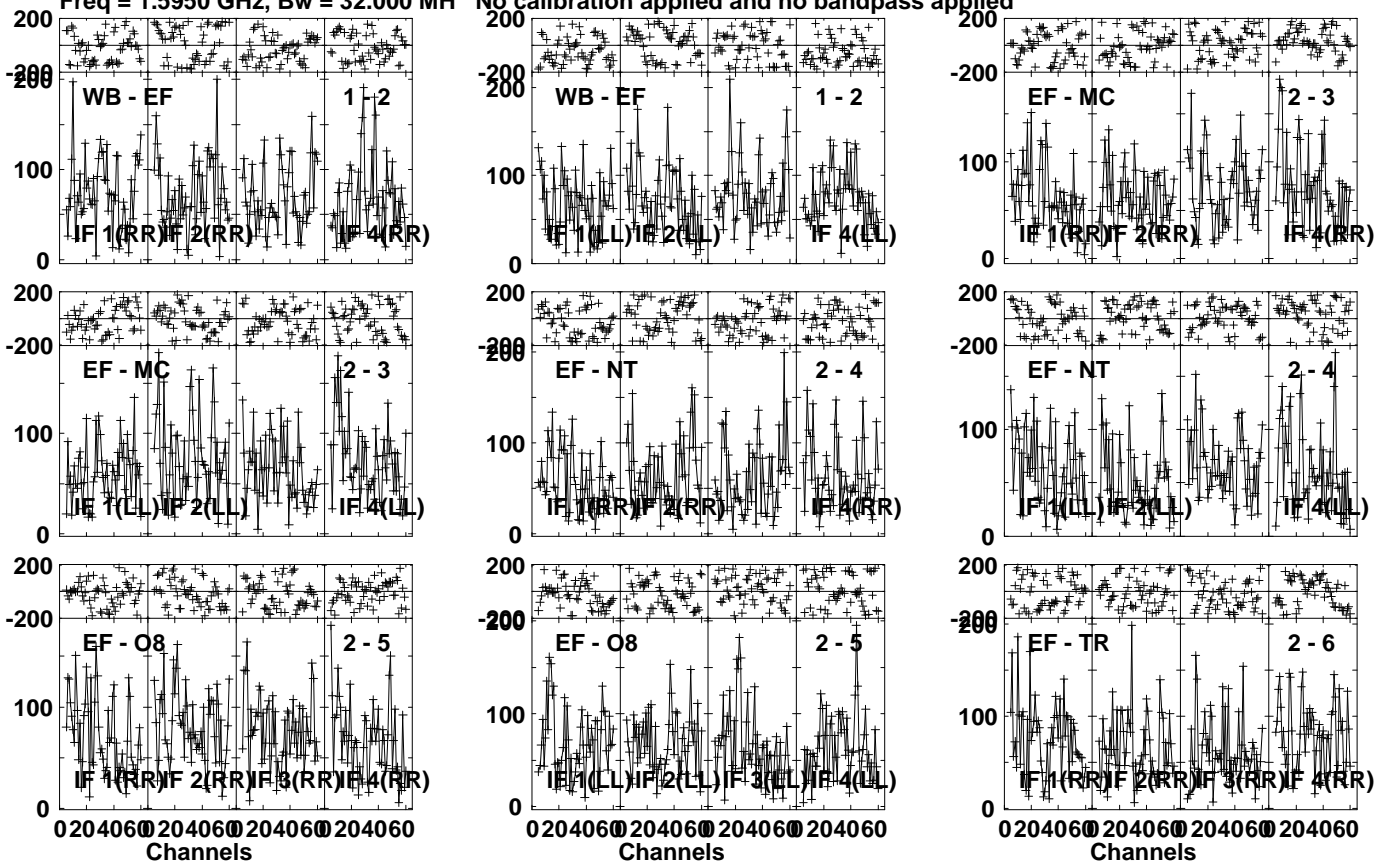 Freq = 1.5950 GHz, Bw = 32.000 MH No calibration applied and no bandpass applied
200 200 200
-200 -200 -200
200 WB - EF 1 - 2 200 WB - EF 1 - 2 EF - MC 2 - 3
100 100 100
IF 1(RR) IF 2(RR) IF 4(RR) IF 1(LL) IF 2(LL) IF 4(LL) IF 1(RR) IF 2(RR) IF 4(RR)
0 0 0
200 200 200
-200 -200 -200
EF - MC 2 - 3 200 EF - NT 2 - 4 EF - NT 2 - 4
100 100 100
IF 1(LL) IF 2(LL) IF 4(LL) IF 1(RR) IF 2(RR) IF 4(RR) IF 1(LL) IF 2(LL) IF 4(LL)
0 0 0
200 200 200
-200 -200 -200
EF - O8 2 - 5 200 EF - O8 2 - 5 200 EF - TR 2 - 6
100 100 100
IF 1(RR) IF 2(RR) IF 3(RR) IF 4(RR) IF 1(LL) IF 2(LL) IF 3(LL) IF 4(LL) IF 1(RR) IF 2(RR) IF 3(RR) IF 4(RR)
0 0 0
0 20 40 60 0 20 40 60 0 20 40 60 0 20 40 60 0 20 40 60 0 20 40 60 0 20 40 60 0 20 40 60 0 20 40 60 0 20 40 60 0 20 40 60 0 20 40 60
Channels Channels Channels